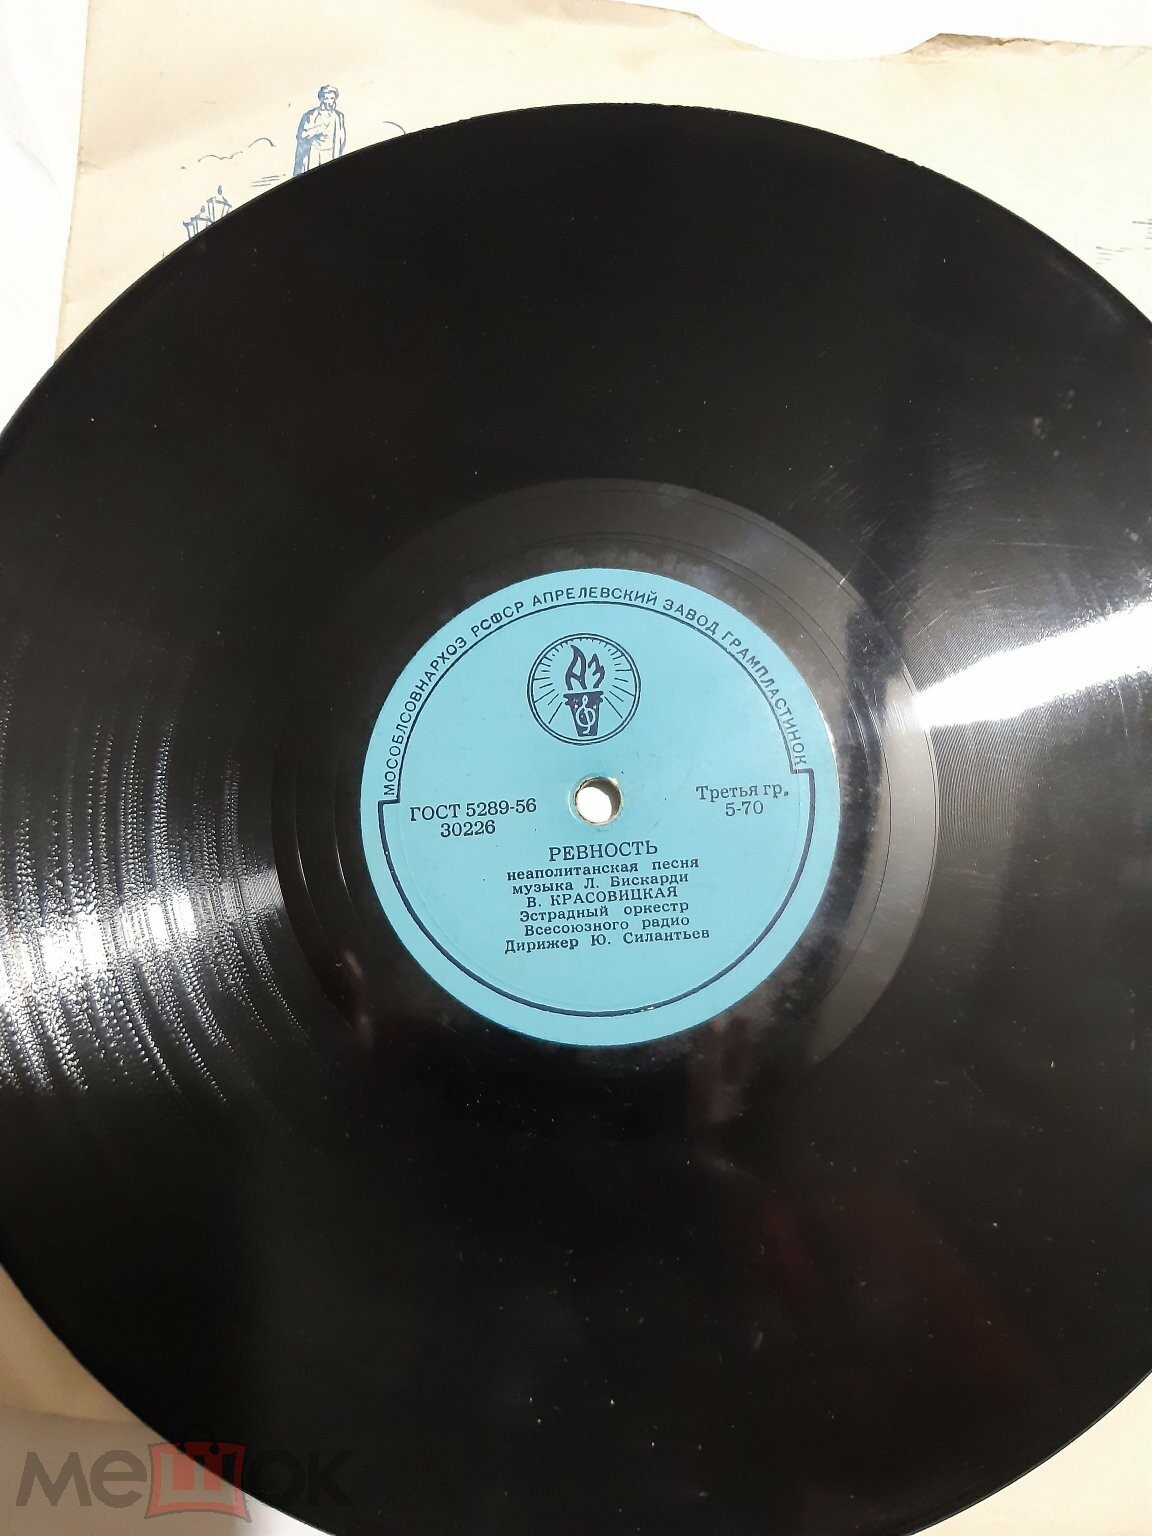 МОСОБЛСОВНАРХОЗ РСФСР АПРЕЛЕВСКИЙ ЗАВОД ГРАМПЛАСТИНОК
АЗ
ГОСТ 5289-56
30226
Третья гр.
5-70
РЕВНОСТЬ
неаполитанская песня
музыка Л. Бискарди
В. КРАСОВИЦКАЯ
Эстрадный оркестр
Всесоюзного радио
Дирижер Ю. Силантьев
мешок